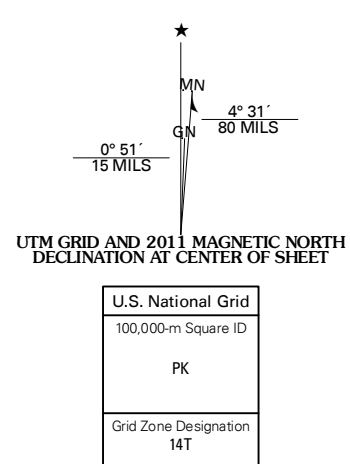 ★
MN
4° 31´
80 MILS
GN
0° 51´
15 MILS
UTM GRID AND 2011 MAGNETIC NORTH
DECLINATION AT CENTER OF SHEET
U.S. National Grid
100,000-m Square ID
PK
Grid Zone Designation
14T